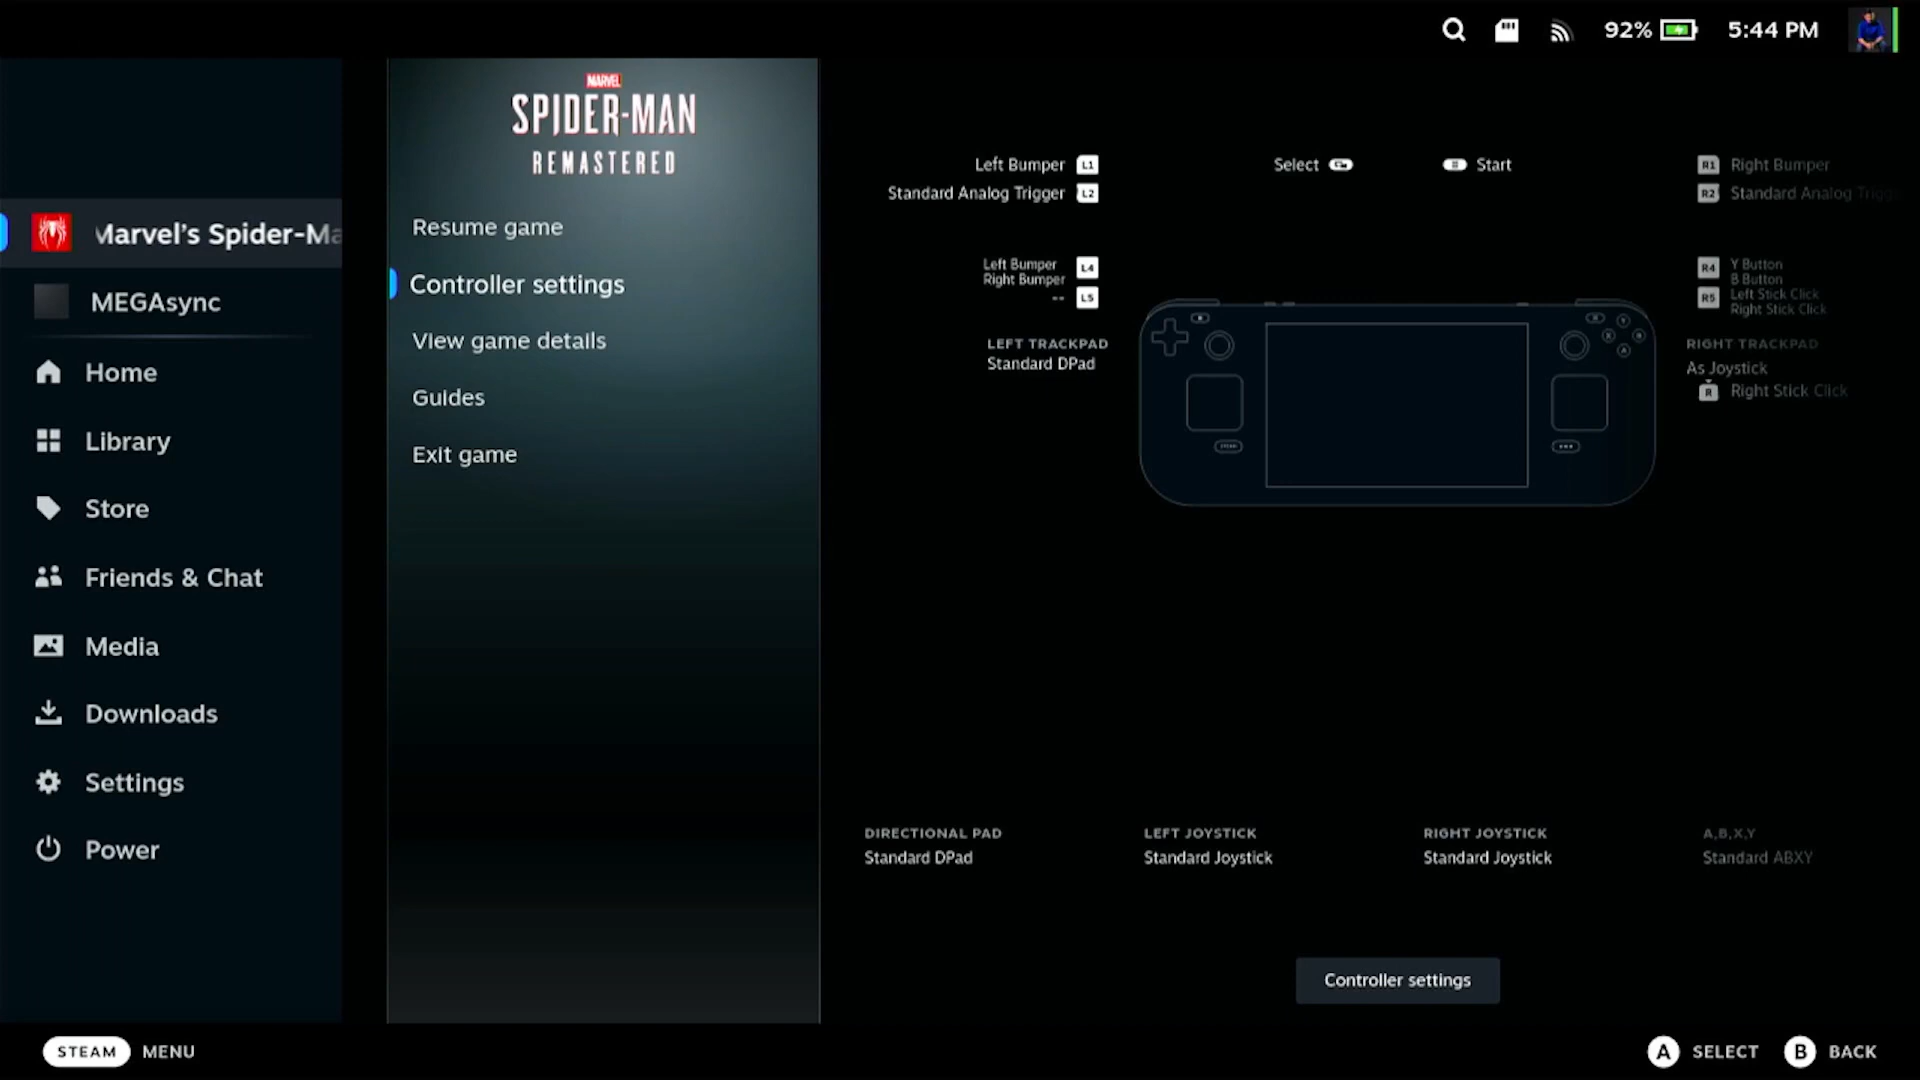 92%
5:44 PM
Marvel's Spider-Ma
MEGAsync
Home
Library
Store
Friends & Chat
Media
Downloads
Settings
Power
MARVEL
SPIDER-MAN
REMASTERED
Resume game
Controller settings
View game details
Guides
Exit game
Left Bumper L1
Standard Analog Trigger L2
Select
Start
R1 Right Bumper
R2 Standard Analog Trigg
Left Bumper L4
Right Bumper
-- L5
R4 Y Button
B Button
R5 Left Stick Click
Right Stick Click
LEFT TRACKPAD
Standard DPad
RIGHT TRACKPAD
As Joystick
R Right Stick Click
DIRECTIONAL PAD
Standard DPad
LEFT JOYSTICK
Standard Joystick
RIGHT JOYSTICK
Standard Joystick
A,B,X,Y
Standard ABXY
Controller settings
STEAM MENU
A SELECT
B BACK